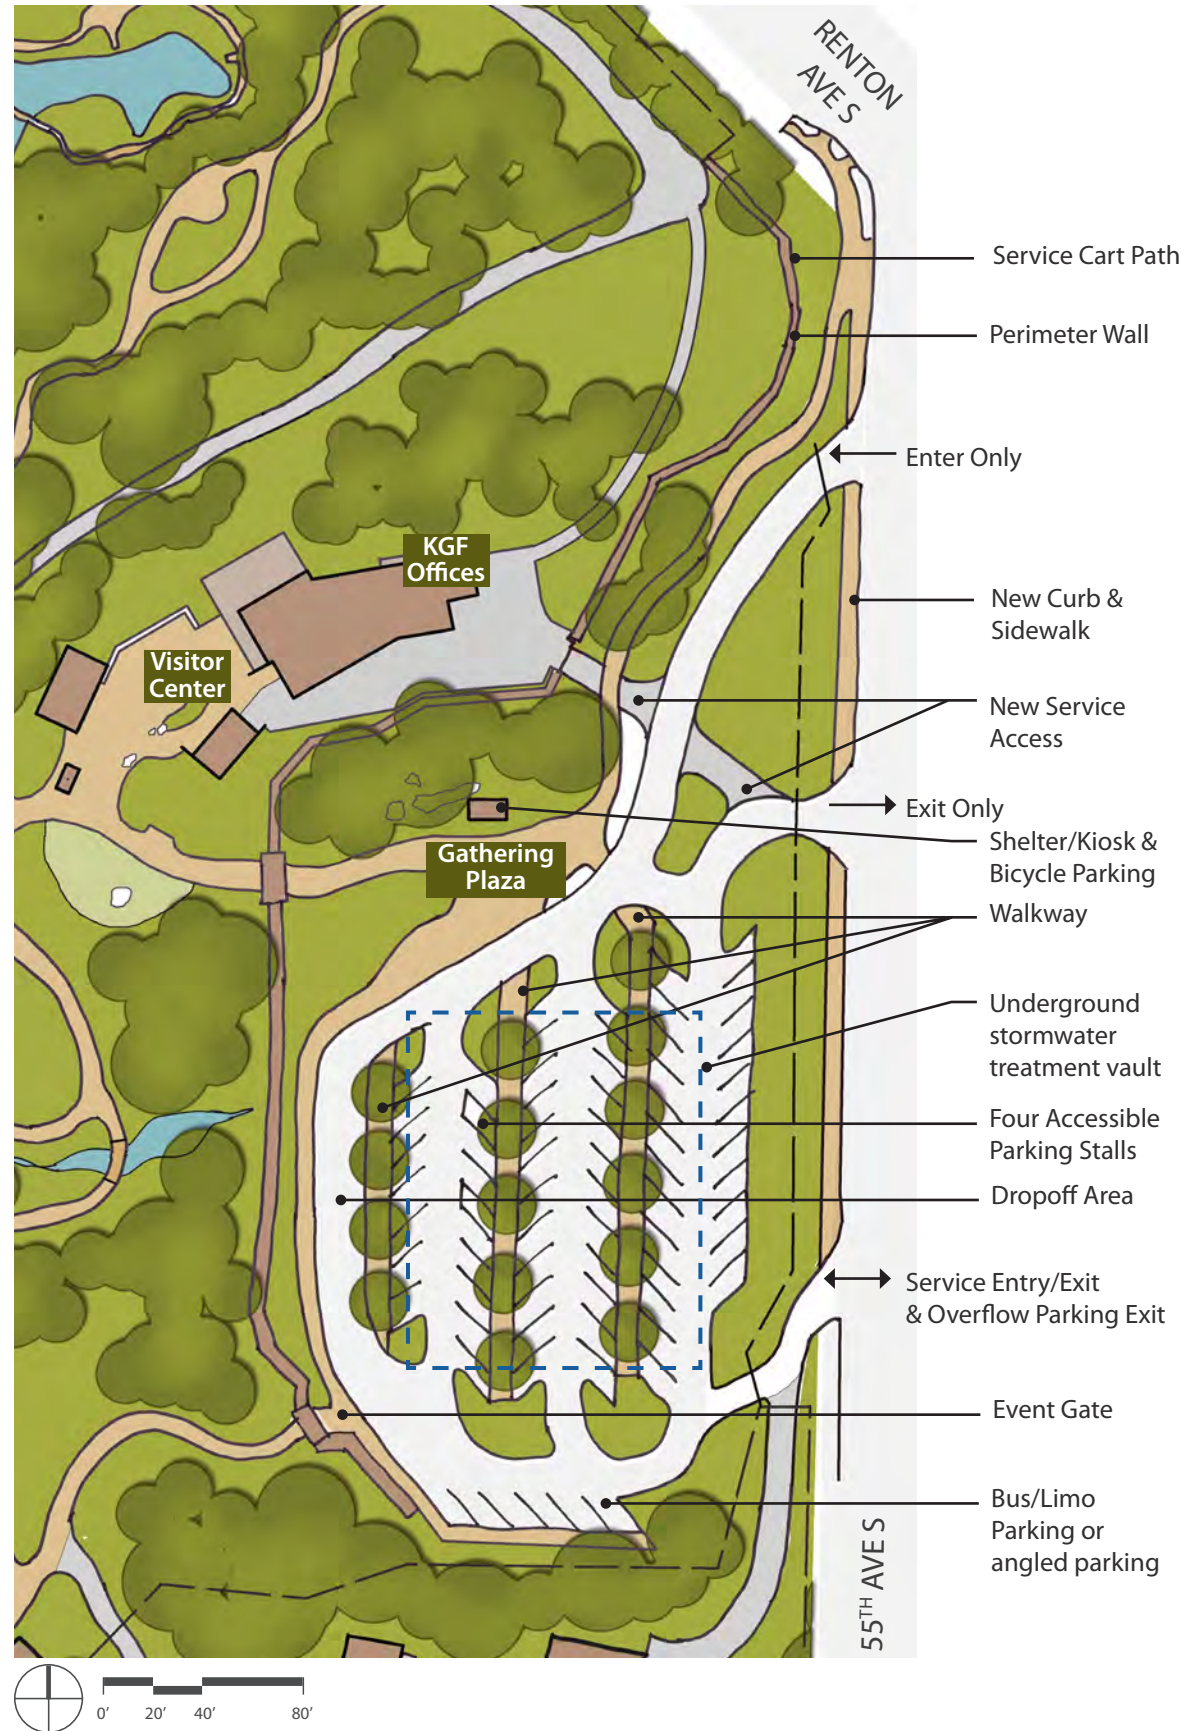 RENTON
AVE S
Service Cart Path
Perimeter Wall
Enter Only
KGF
Offices
New Curb &
Sidewalk
Visitor
Center
New Service
Access
Exit Only
Shelter/Kiosk &
Bicycle Parking
Gathering
Plaza
Walkway
Underground
stormwater
treatment vault
Four Accessible
Parking Stalls
Dropoff Area
Service Entry/Exit
& Overflow Parking Exit
Event Gate
Bus/Limo
Parking or
angled parking
55TH AVE S
0' 20' 40' 80'